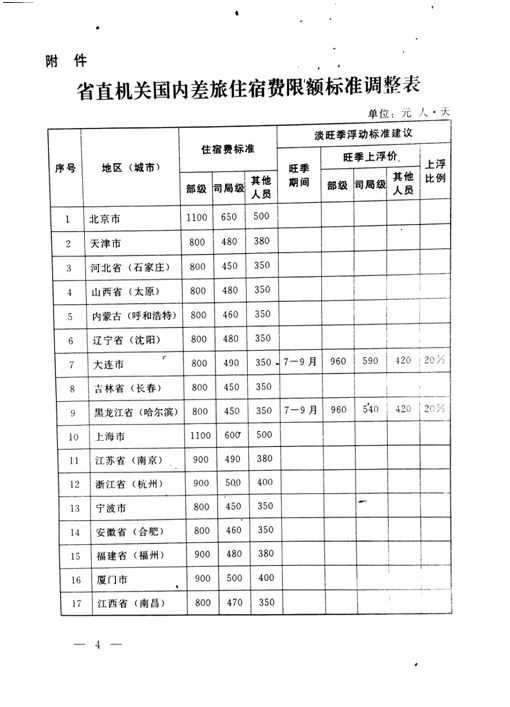 附 件
省直机关国内差旅住宿费限额标准调整表
单位：元 人·天
序号 地区（城市） 住宿费标准 淡旺季浮动标准建议
部级 司局级 其他人员 旺季期间 旺季上浮价 上浮比例
部级 司局级 其他人员
1 北京市 1100 650 500
2 天津市 800 480 380
3 河北省（石家庄） 800 450 350
4 山西省（太原） 800 480 350
5 内蒙古（呼和浩特） 800 460 350
6 辽宁省（沈阳） 800 480 350
7 大连市 800 490 350 7－9月 960 590 420 20%
8 吉林省（长春） 800 450 350
9 黑龙江省（哈尔滨） 800 450 350 7－9月 960 540 420 20%
10 上海市 1100 600 500
11 江苏省（南京） 900 490 380
12 浙江省（杭州） 900 500 400
13 宁波市 800 450 350
14 安徽省（合肥） 800 460 350
15 福建省（福州） 900 480 380
16 厦门市 900 500 400
17 江西省（南昌） 800 470 350
— 4 —